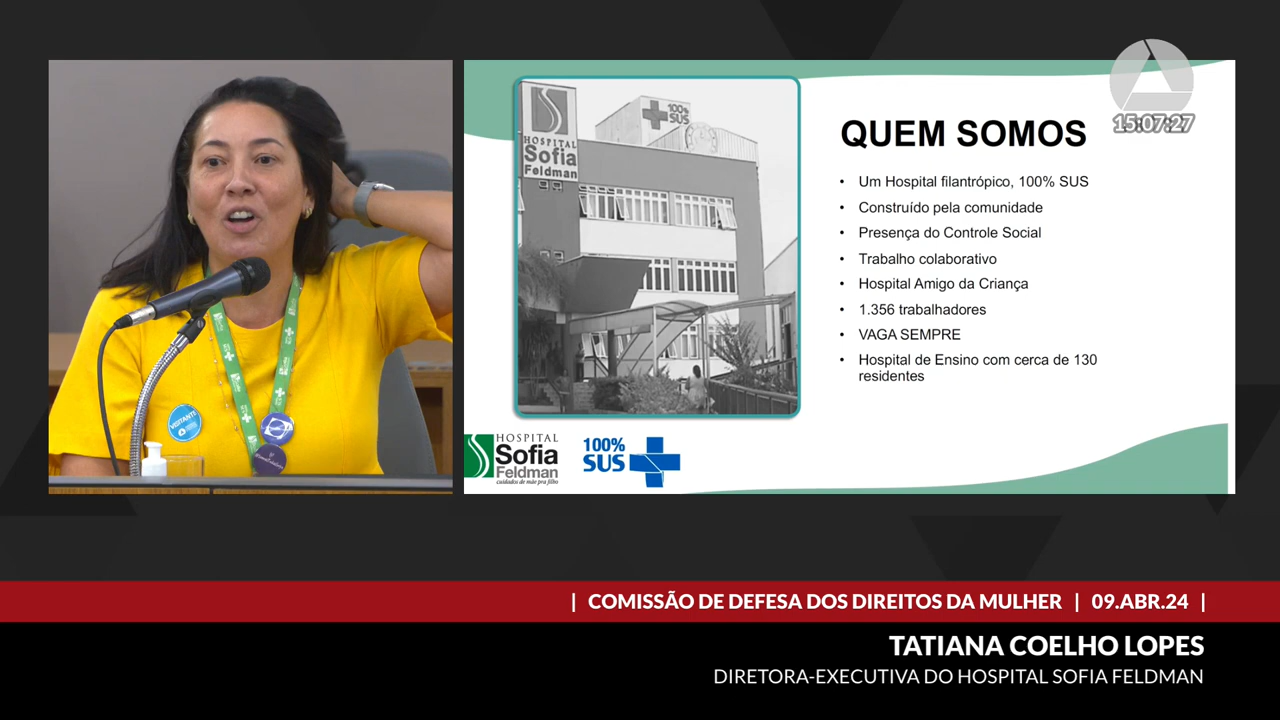 15:07:27
HOSPITAL
Sofia
Feldman
100%
SUS
QUEM SOMOS
• Um Hospital filantrópico, 100% SUS
• Construído pela comunidade
• Presença do Controle Social
• Trabalho colaborativo
• Hospital Amigo da Criança
• 1.356 trabalhadores
• VAGA SEMPRE
• Hospital de Ensino com cerca de 130
residentes
VISITANTE
HOSPITAL
Sofia
Feldman
cuidados de mãe pra filho
100%
SUS
| COMISSÃO DE DEFESA DOS DIREITOS DA MULHER | 09.ABR.24 |
TATIANA COELHO LOPES
DIRETORA-EXECUTIVA DO HOSPITAL SOFIA FELDMAN